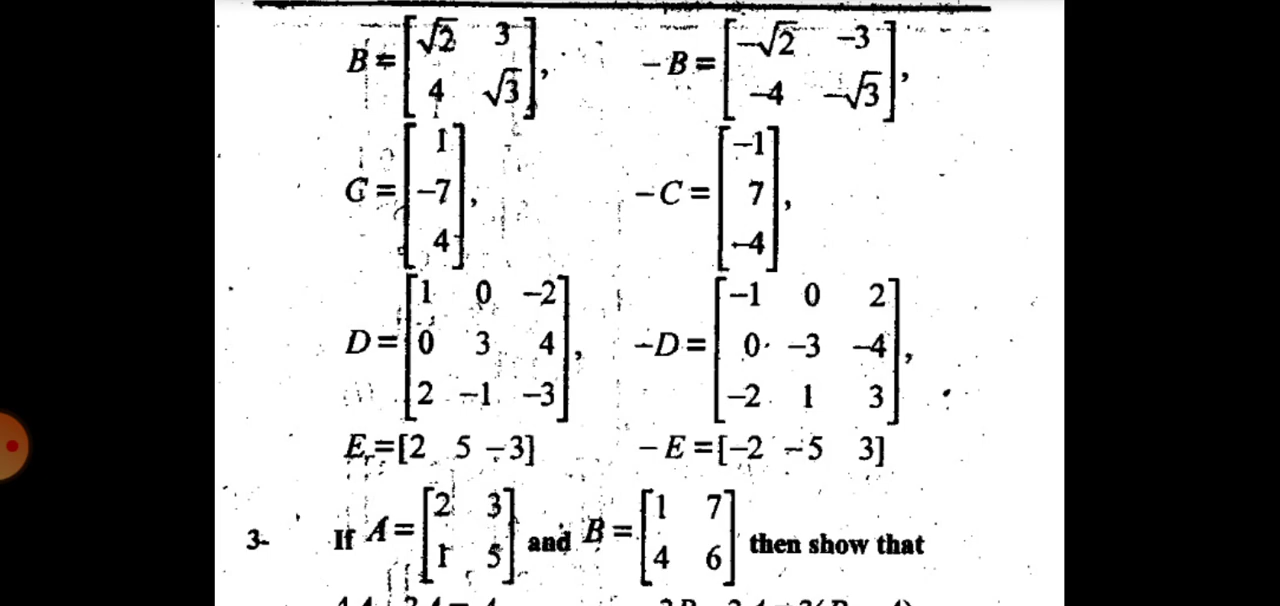 B = [√2 3
4 √3],
-B = [-√2 -3
-4 -√3],
C = [1
-7
4],
-C = [-1
7
-4],
D = [1 0 -2
0 3 4
2 -1 -3],
-D = [-1 0 2
0 -3 -4
-2 1 3],
E = [2 5 -3]
-E = [-2 -5 3]
3- If A = [2 3
1 5] and B = [1 7
4 6] then show that